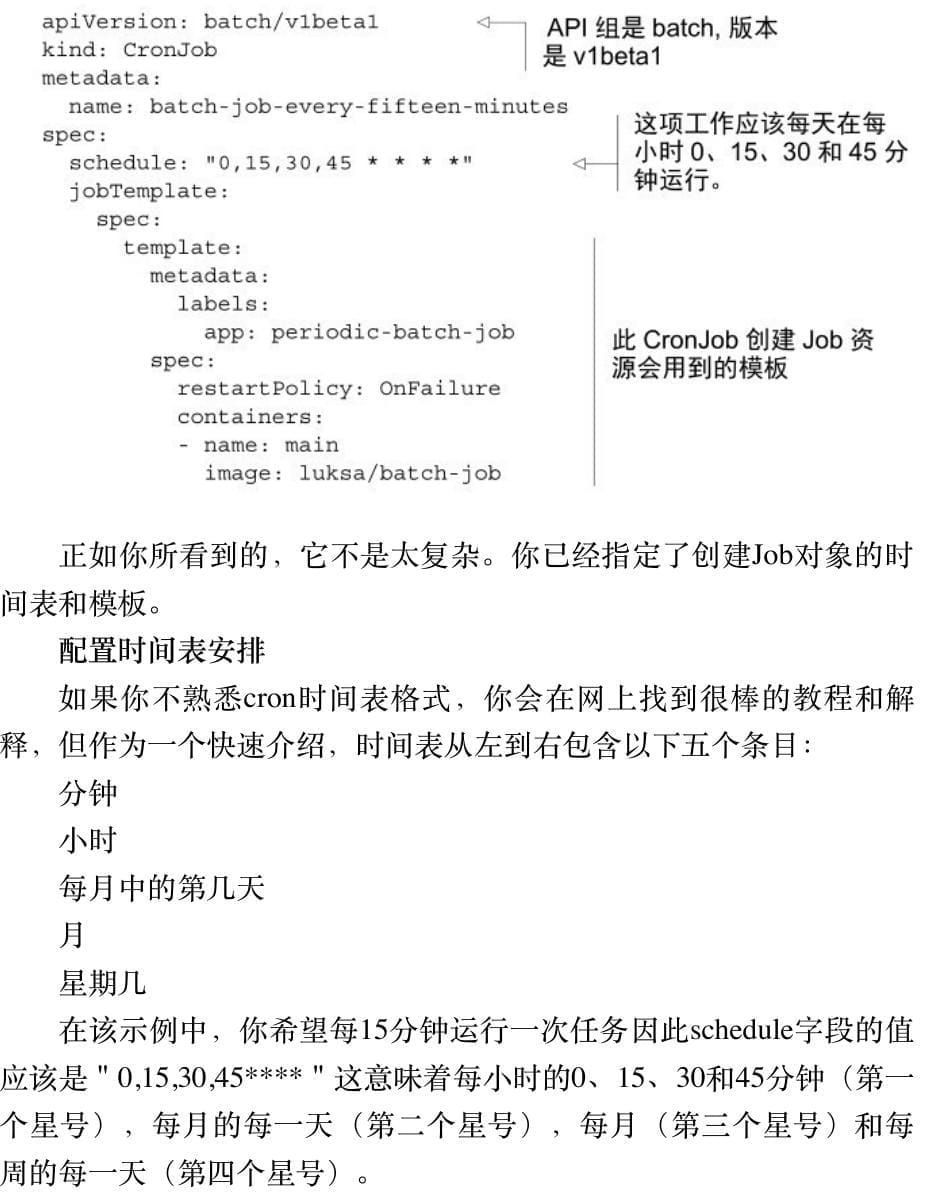 apiVersion: batch/v1beta1
API 组是 batch, 版本
是 v1beta1
kind: CronJob
metadata:
  name: batch-job-every-fifteen-minutes
spec:
  schedule: "0,15,30,45 * * * *"
这项工作应该每天在每
小时 0、15、30 和 45 分
钟运行。
  jobTemplate:
    spec:
      template:
        metadata:
          labels:
            app: periodic-batch-job
        spec:
          restartPolicy: OnFailure
          containers:
          - name: main
            image: luksa/batch-job
此 CronJob 创建 Job 资
源会用到的模板
正如你所看到的，它不是太复杂。你已经指定了创建Job对象的时
间表和模板。
配置时间表安排
如果你不熟悉cron时间表格式，你会在网上找到很棒的教程和解
释，但作为一个快速介绍，时间表从左到右包含以下五个条目：
分钟
小时
每月中的第几天
月
星期几
在该示例中，你希望每15分钟运行一次任务因此schedule字段的值
应该是＂0,15,30,45****＂这意味着每小时的0、15、30和45分钟（第一
个星号），每月的每一天（第二个星号），每月（第三个星号）和每
周的每一天（第四个星号）。